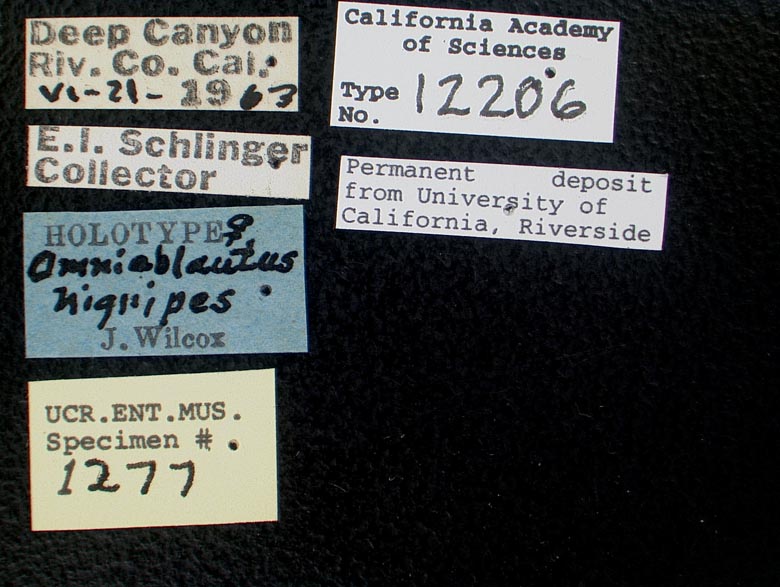 Deep Canyon
Riv. Co. Cal.
VI-21-1963
E.I. Schlinger
Collector
HOLOTYPE ♀
Omniablautus
nigripes
J. Wilcox
UCR.ENT.MUS.
Specimen #.
1277
California Academy
of Sciences
Type
No. 12206
Permanent deposit
from University of
California, Riverside